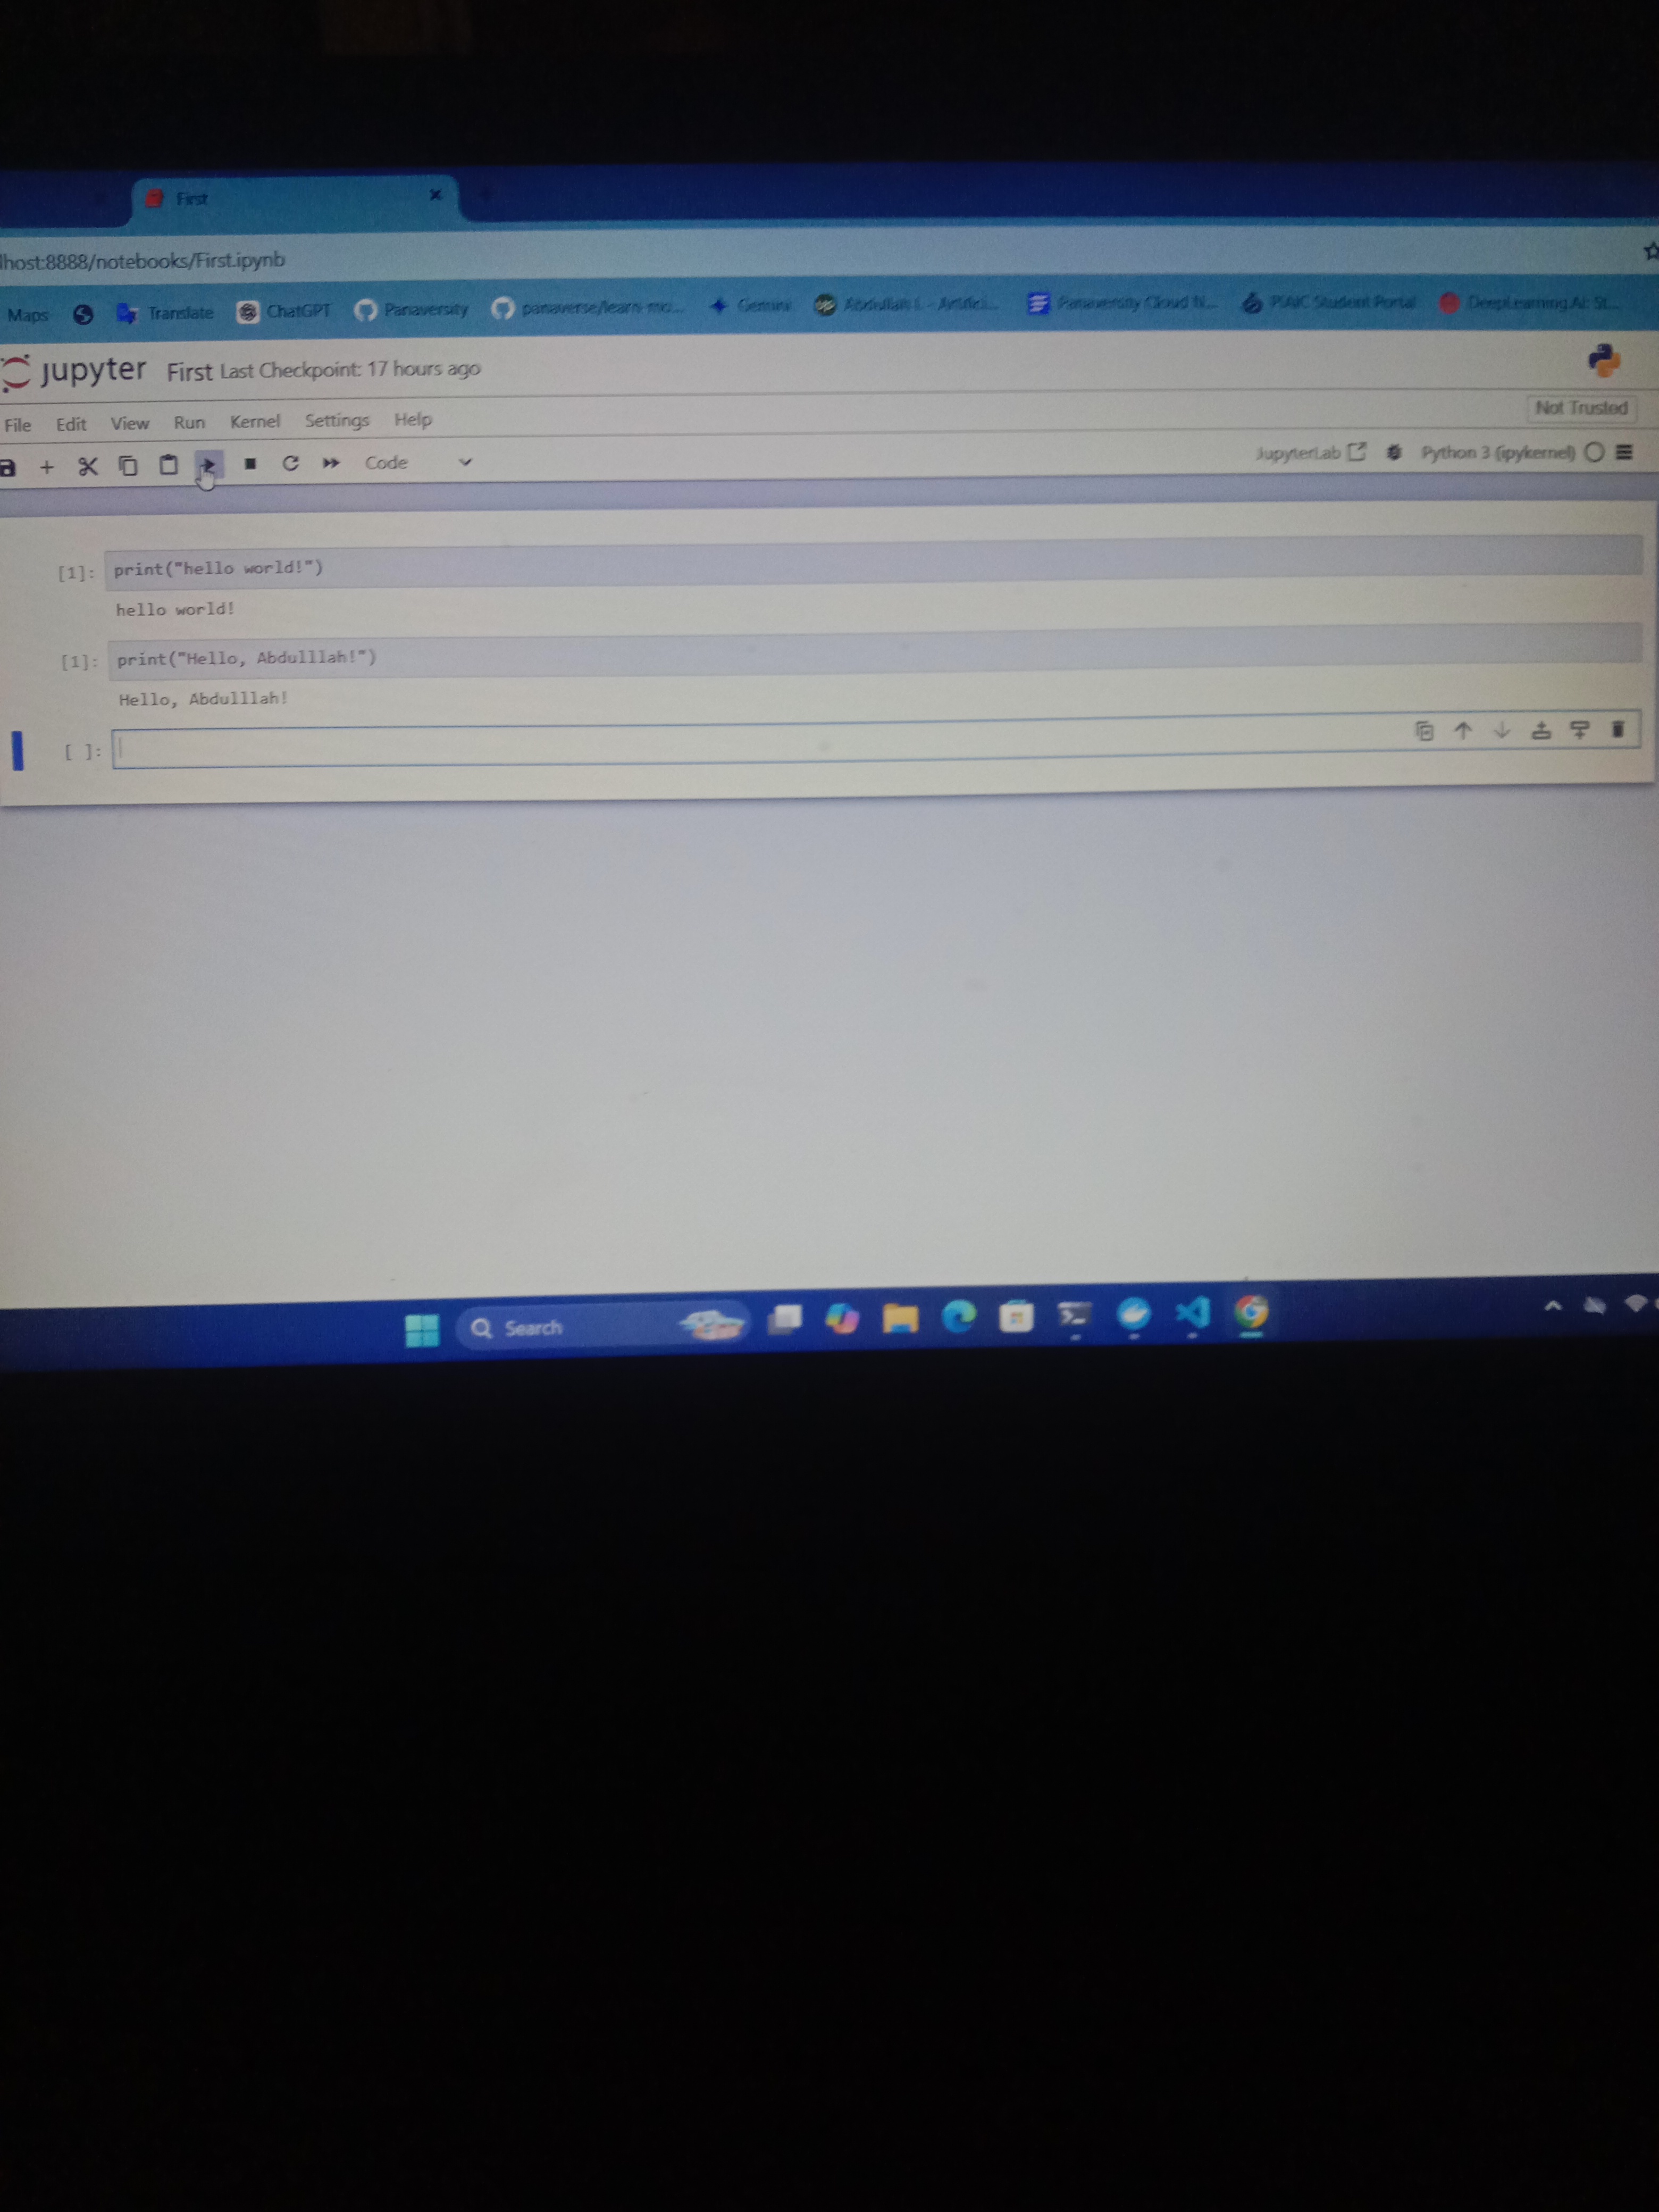 First
lhost:8888/notebooks/First.ipynb
Maps Translate ChatGPT Panaversity panaverse/learn-mo... Gemini Abdullah I. - Artifici... Panaversity Cloud N... PIAIC Student Portal DeepLearning.AI: St...
jupyter First Last Checkpoint: 17 hours ago
File Edit View Run Kernel Settings Help
Not Trusted
Code
JupyterLab Python 3 (ipykernel)
[1]: print("hello world!")
hello world!
[1]: print("Hello, Abdulllah!")
Hello, Abdulllah!
[ ]:
Search